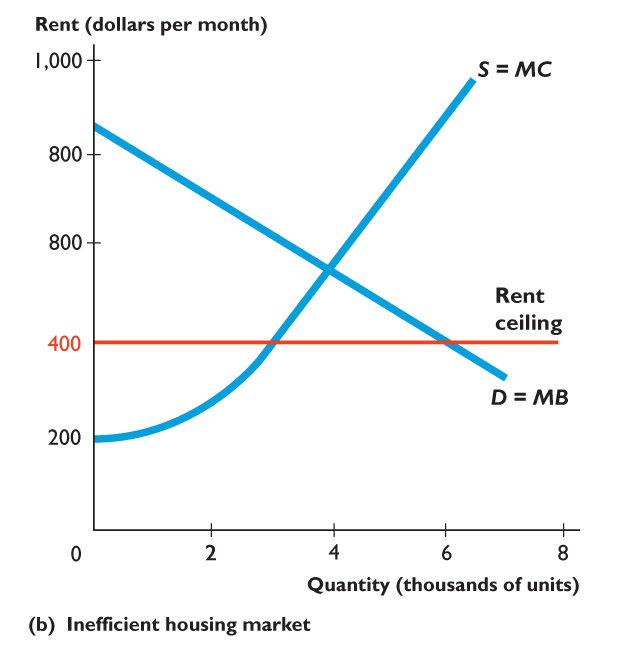 Rent (dollars per month)
1,000
S = MC
800
800
Rent
ceiling
400
D = MB
200
0
2
4
6
8
Quantity (thousands of units)
(b) Inefficient housing market